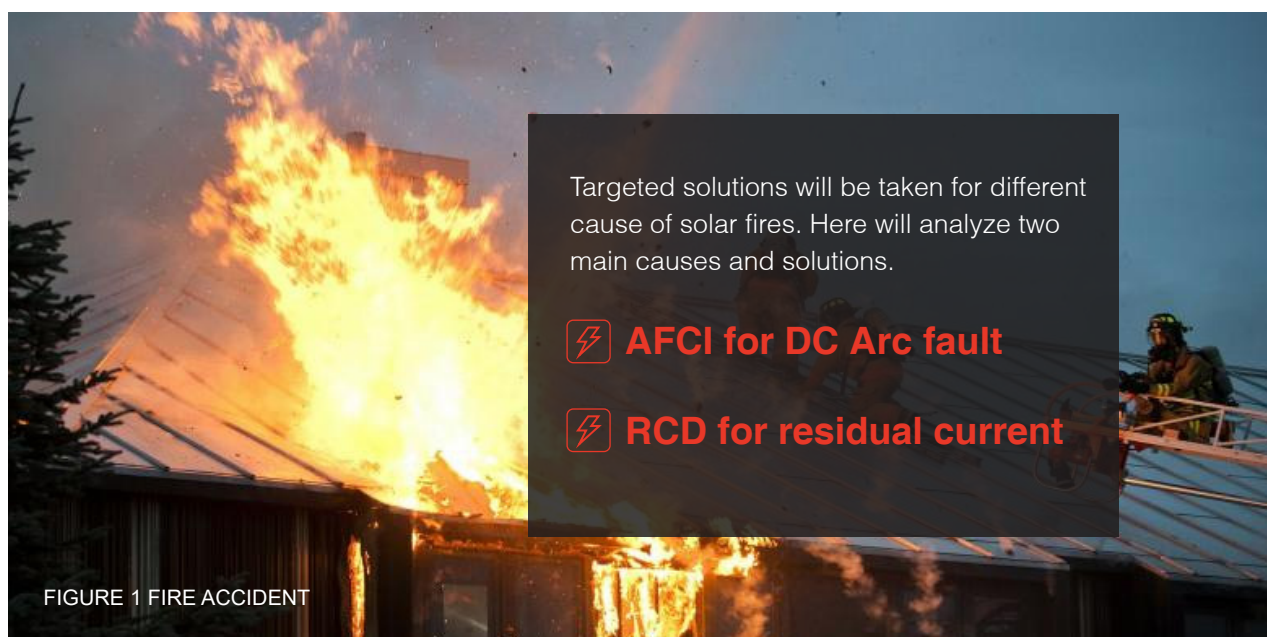 Targeted solutions will be taken for different
cause of solar fires. Here will analyze two
main causes and solutions.
AFCI for DC Arc fault
RCD for residual current
FIGURE 1 FIRE ACCIDENT